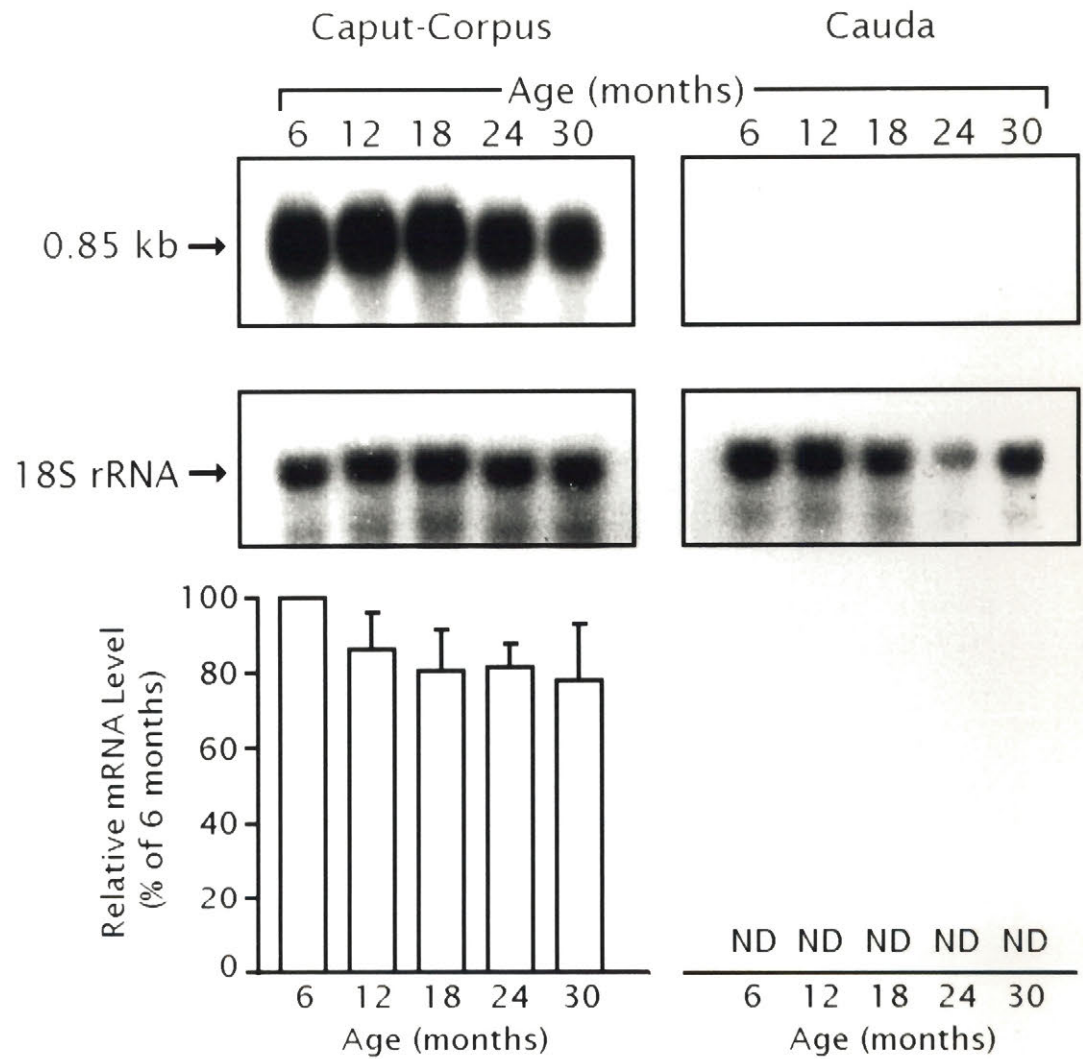 Caput-Corpus Cauda
Age (months)
6 12 18 24 30 6 12 18 24 30
0.85 kb
18S rRNA
Relative mRNA Level
(% of 6 months)
100
80
60
40
20
0
ND ND ND ND ND
6 12 18 24 30 6 12 18 24 30
Age (months) Age (months)